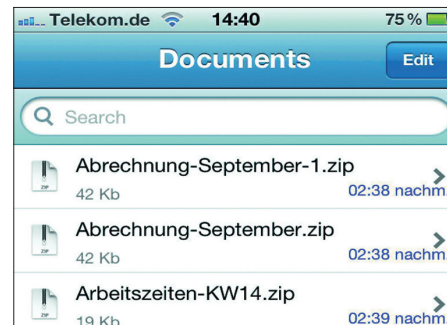 Telekom.de 14:40 75%
Documents Edit
Search
Abrechnung-September-1.zip
42 Kb 02:38 nachm
Abrechnung-September.zip
42 Kb 02:38 nachm
Arbeitszeiten-KW14.zip
19 Kb 02:39 nachm